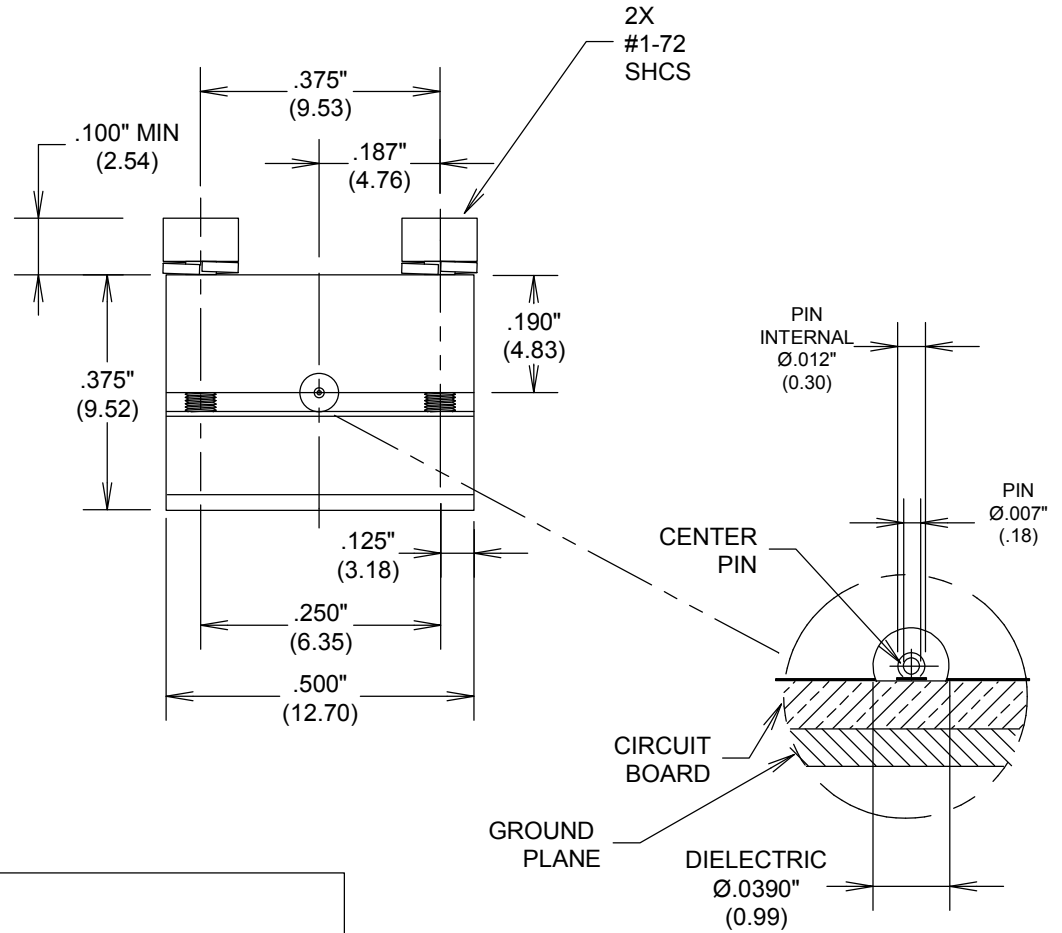 2X
#1-72
SHCS
.375"
(9.53)
.100" MIN
(2.54)
.187"
(4.76)
.190"
(4.83)
.375"
(9.52)
.125"
(3.18)
.250"
(6.35)
.500"
(12.70)
PIN
INTERNAL
Ø.012"
(0.30)
PIN
Ø.007"
(.18)
CENTER
PIN
CIRCUIT
BOARD
GROUND
PLANE
DIELECTRIC
Ø.0390"
(0.99)